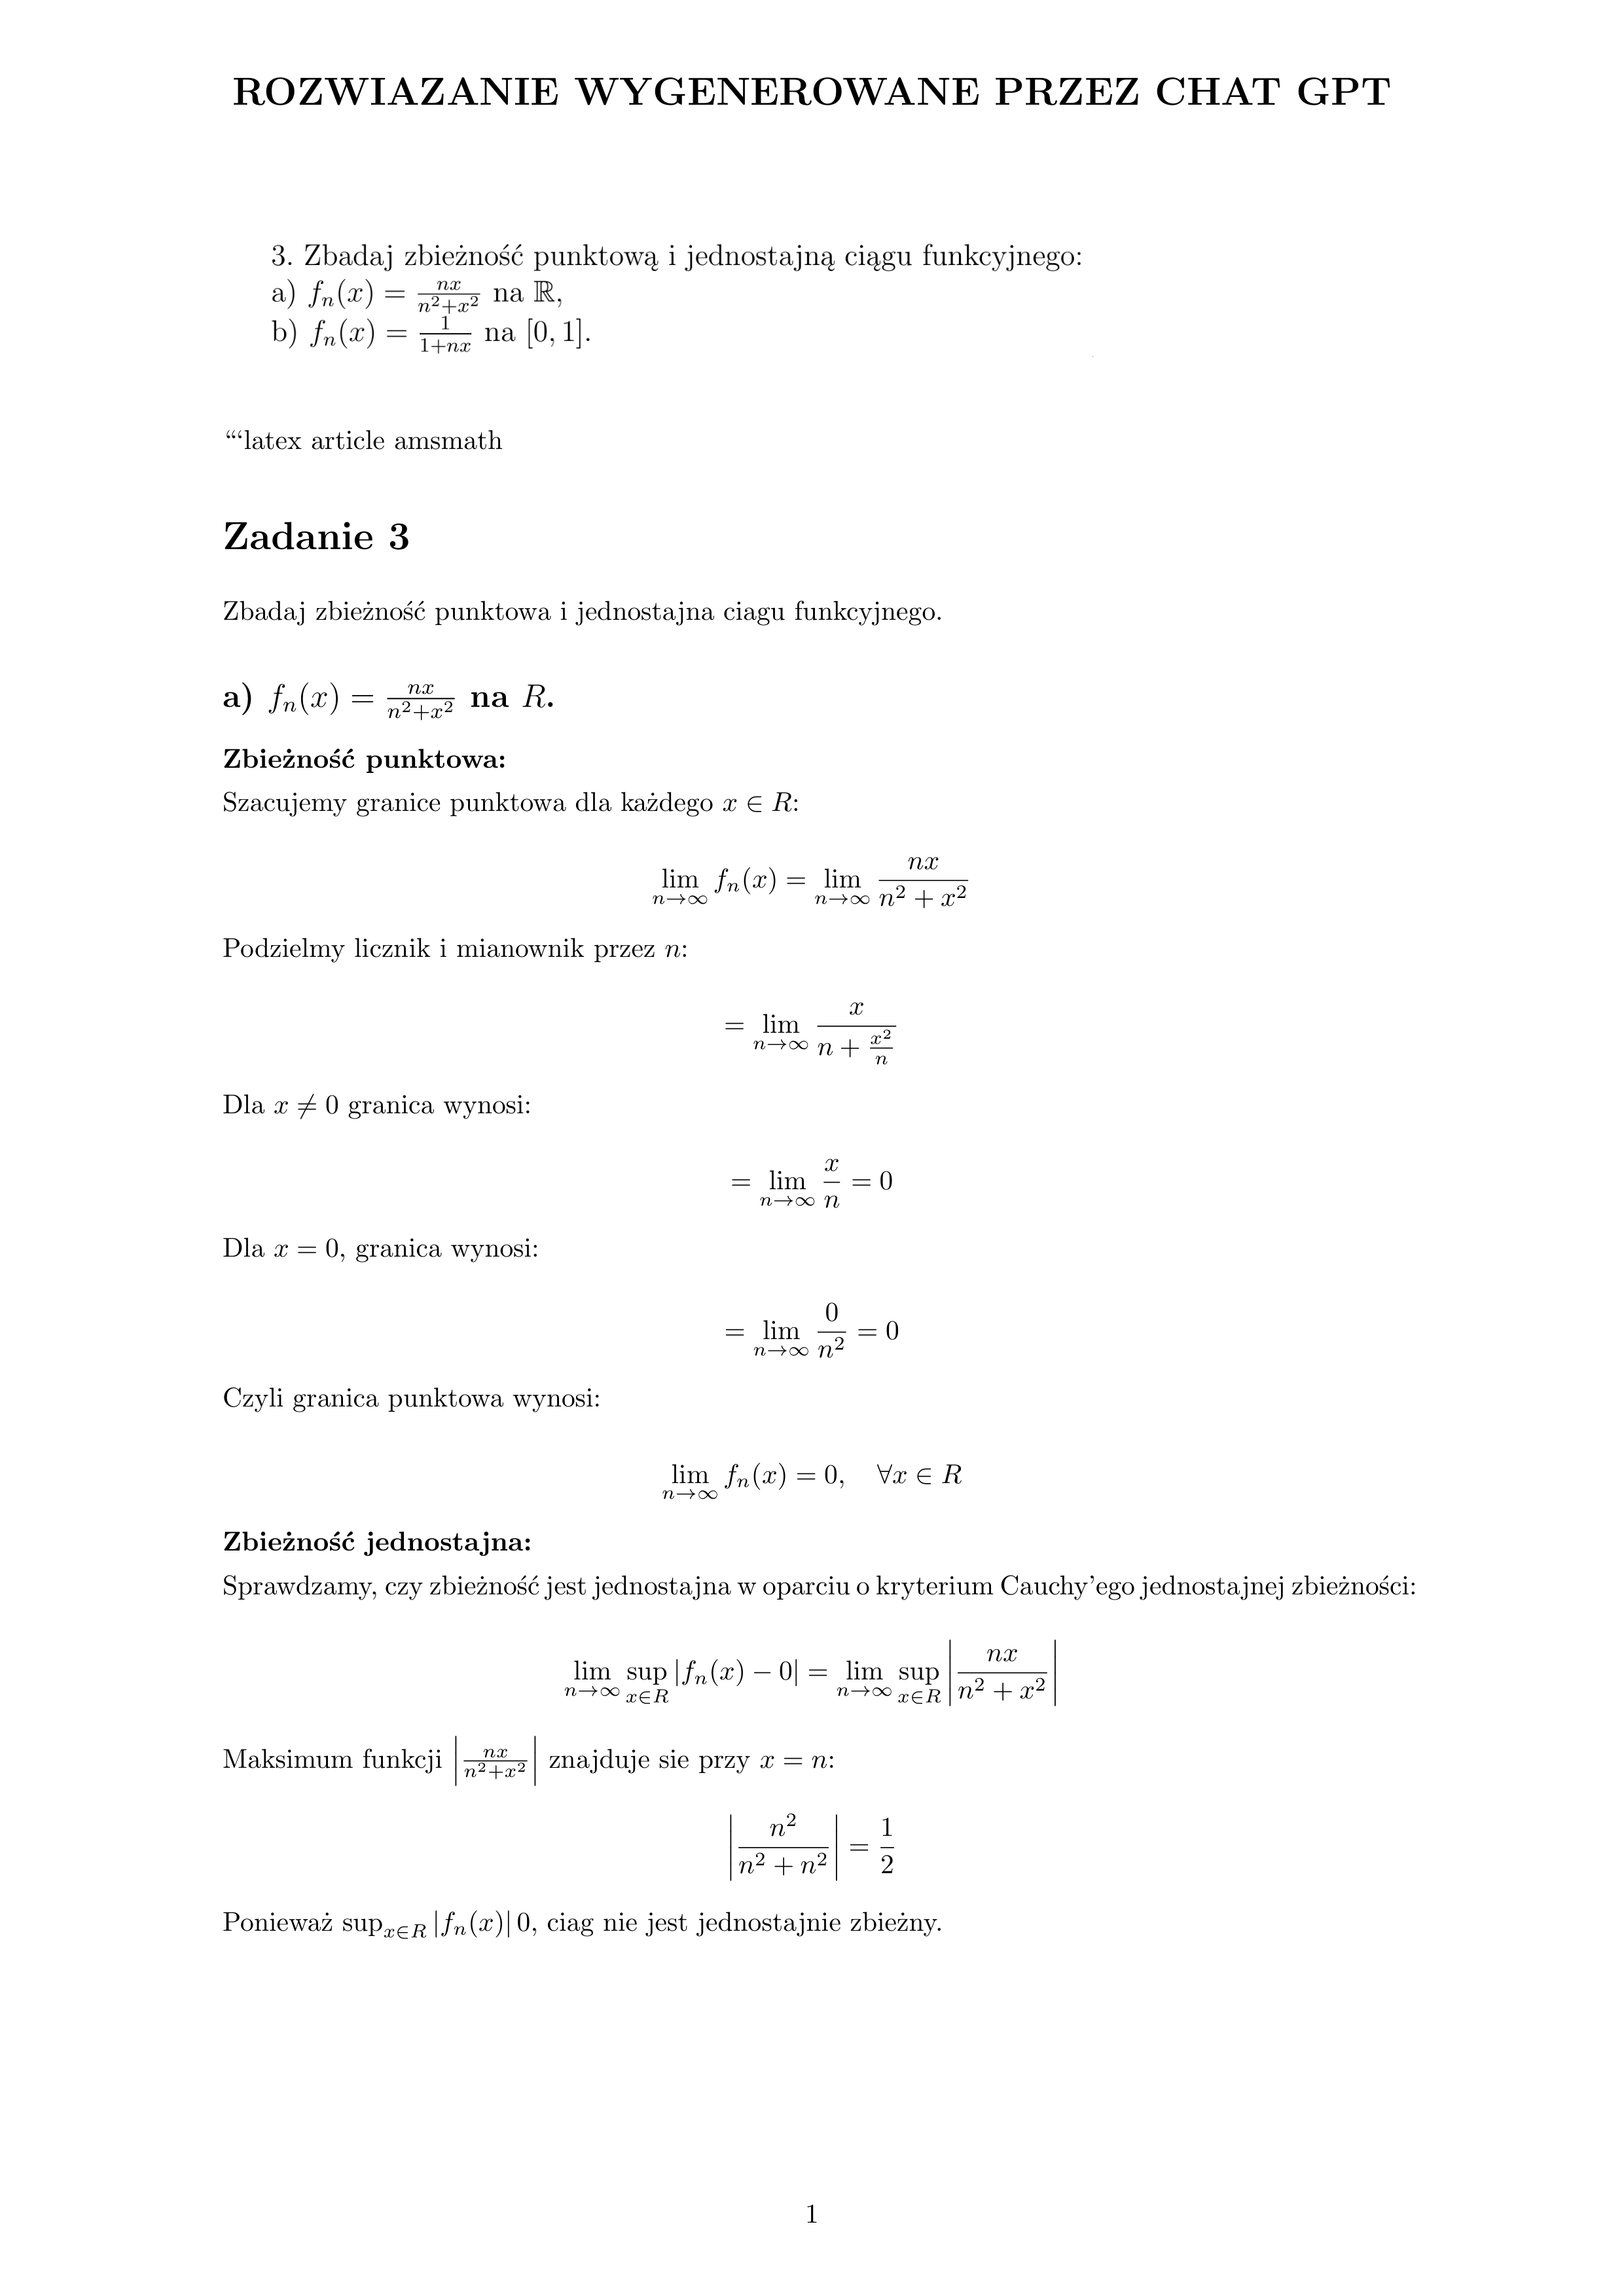 ROZWIAZANIE WYGENEROWANE PRZEZ CHAT GPT
3. Zbadaj zbieżność punktową i jednostajną ciągu funkcyjnego:
a) $f_n(x) = \frac{nx}{n^2+x^2}$ na $\mathbb{R}$,
b) $f_n(x) = \frac{1}{1+nx}$ na $[0, 1]$.
“‘latex article amsmath
Zadanie 3
Zbadaj zbieżność punktowa i jednostajna ciagu funkcyjnego.
a) $f_n(x) = \frac{nx}{n^2+x^2}$ na $R$.
Zbieżność punktowa:
Szacujemy granice punktowa dla każdego $x \in R$:
$\lim_{n\to\infty} f_n(x) = \lim_{n\to\infty} \frac{nx}{n^2 + x^2}$
Podzielmy licznik i mianownik przez $n$:
$= \lim_{n\to\infty} \frac{x}{n + \frac{x^2}{n}}$
Dla $x \neq 0$ granica wynosi:
$= \lim_{n\to\infty} \frac{x}{n} = 0$
Dla $x = 0$, granica wynosi:
$= \lim_{n\to\infty} \frac{0}{n^2} = 0$
Czyli granica punktowa wynosi:
$\lim_{n\to\infty} f_n(x) = 0, \quad \forall x \in R$
Zbieżność jednostajna:
Sprawdzamy, czy zbieżność jest jednostajna w oparciu o kryterium Cauchy'ego jednostajnej zbieżności:
$\lim_{n\to\infty} \sup_{x\in R} |f_n(x) - 0| = \lim_{n\to\infty} \sup_{x\in R} \left| \frac{nx}{n^2 + x^2} \right|$
Maksimum funkcji $\left| \frac{nx}{n^2+x^2} \right|$ znajduje sie przy $x = n$:
$\left| \frac{n^2}{n^2 + n^2} \right| = \frac{1}{2}$
Ponieważ $\sup_{x\in R} |f_n(x)| 0$, ciag nie jest jednostajnie zbieżny.
1